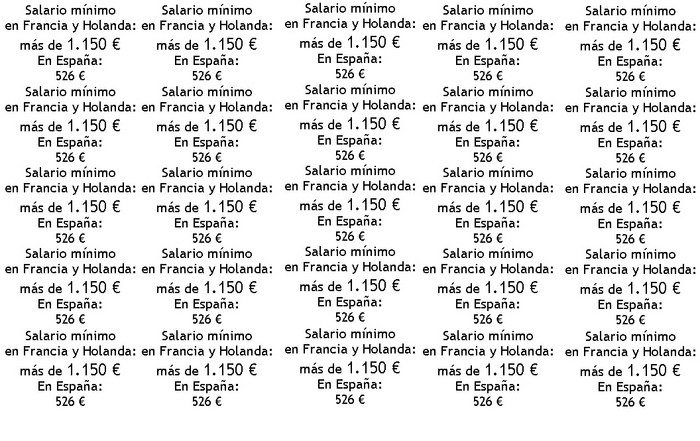 Salario mínimo
en Francia y Holanda:
más de 1.150 €
En España:
526 €
Salario mínimo
en Francia y Holanda:
más de 1.150 €
En España:
526 €
Salario mínimo
en Francia y Holanda:
más de 1.150 €
En España:
526 €
Salario mínimo
en Francia y Holanda:
más de 1.150 €
En España:
526 €
Salario mínimo
en Francia y Holanda:
más de 1.150 €
En España:
526 €
Salario mínimo
en Francia y Holanda:
más de 1.150 €
En España:
526 €
Salario mínimo
en Francia y Holanda:
más de 1.150 €
En España:
526 €
Salario mínimo
en Francia y Holanda:
más de 1.150 €
En España:
526 €
Salario mínimo
en Francia y Holanda:
más de 1.150 €
En España:
526 €
Salario mínimo
en Francia y Holanda:
más de 1.150 €
En España:
526 €
Salario mínimo
en Francia y Holanda:
más de 1.150 €
En España:
526 €
Salario mínimo
en Francia y Holanda:
más de 1.150 €
En España:
526 €
Salario mínimo
en Francia y Holanda:
más de 1.150 €
En España:
526 €
Salario mínimo
en Francia y Holanda:
más de 1.150 €
En España:
526 €
Salario mínimo
en Francia y Holanda:
más de 1.150 €
En España:
526 €
Salario mínimo
en Francia y Holanda:
más de 1.150 €
En España:
526 €
Salario mínimo
en Francia y Holanda:
más de 1.150 €
En España:
526 €
Salario mínimo
en Francia y Holanda:
más de 1.150 €
En España:
526 €
Salario mínimo
en Francia y Holanda:
más de 1.150 €
En España:
526 €
Salario mínimo
en Francia y Holanda:
más de 1.150 €
En España:
526 €
Salario mínimo
en Francia y Holanda:
más de 1.150 €
En España:
526 €
Salario mínimo
en Francia y Holanda:
más de 1.150 €
En España:
526 €
Salario mínimo
en Francia y Holanda:
más de 1.150 €
En España:
526 €
Salario mínimo
en Francia y Holanda:
más de 1.150 €
En España:
526 €
Salario mínimo
en Francia y Holanda:
más de 1.150 €
En España:
526 €